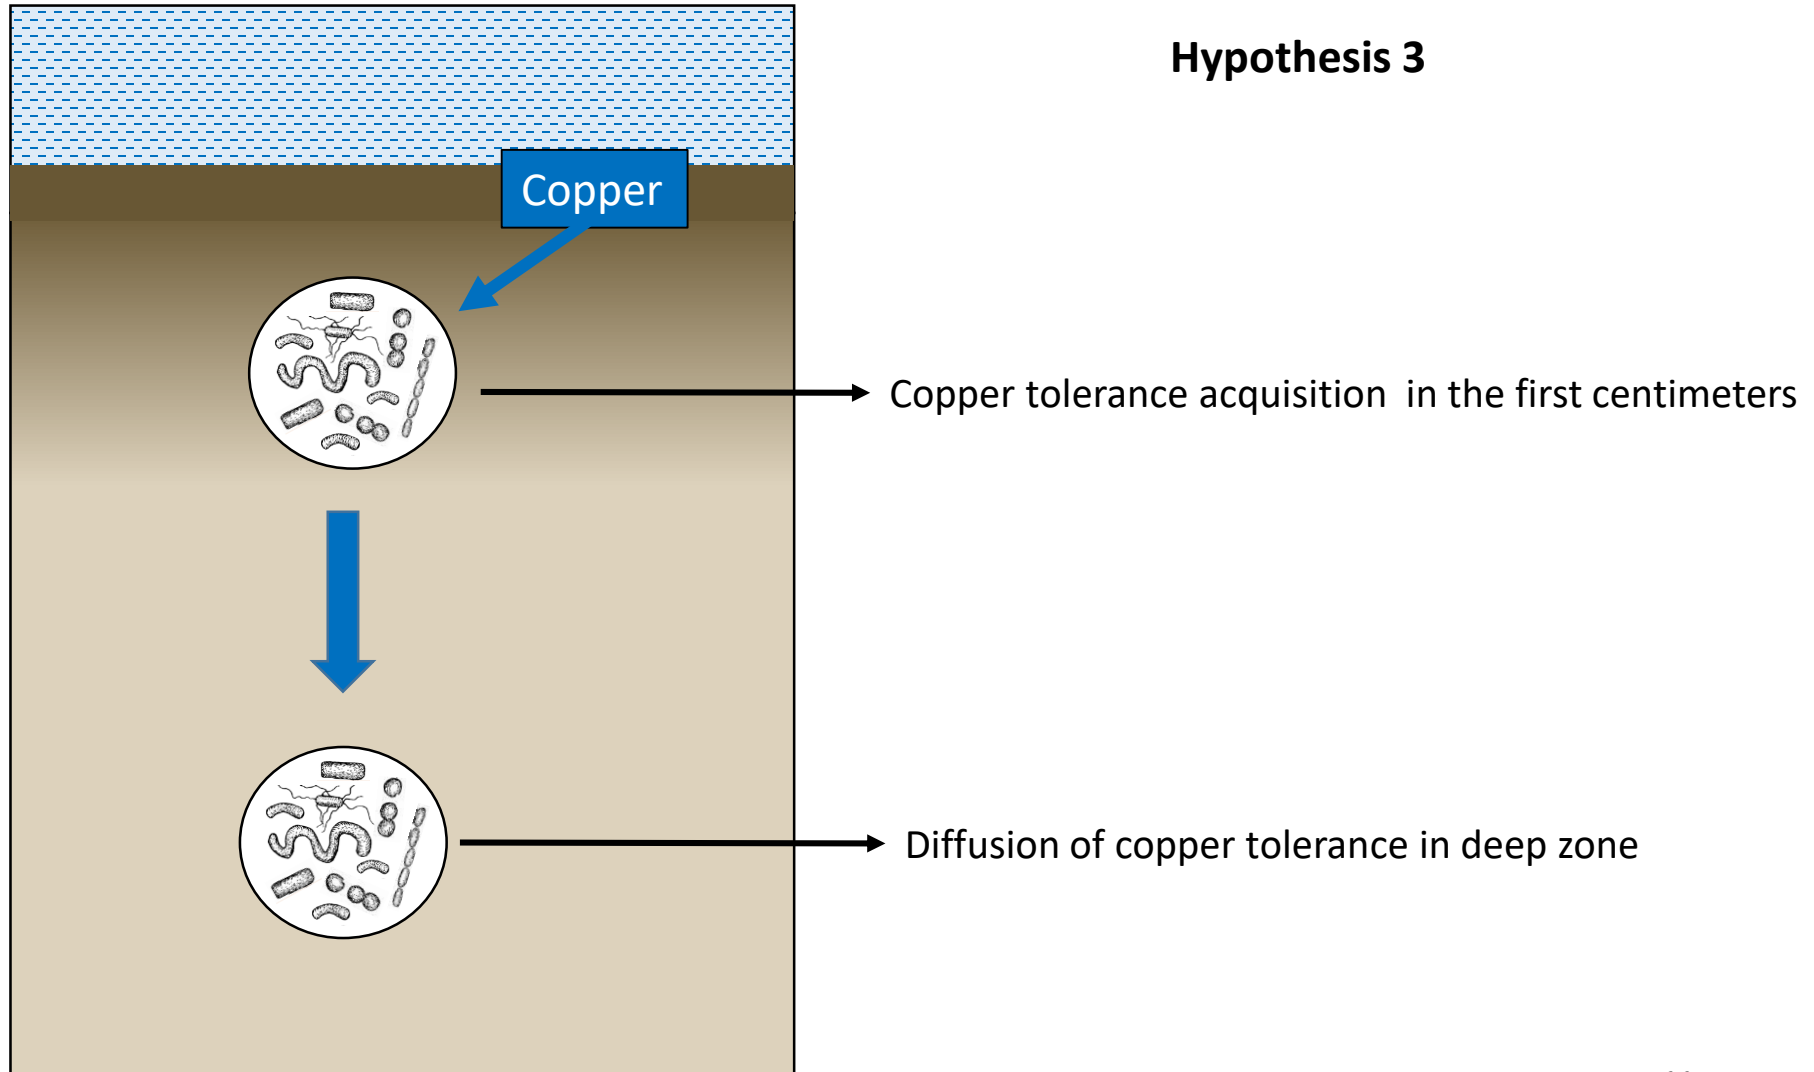 Hypothesis 3
Copper
Copper tolerance acquisition  in the first centimeters
Diffusion of copper tolerance in deep zone